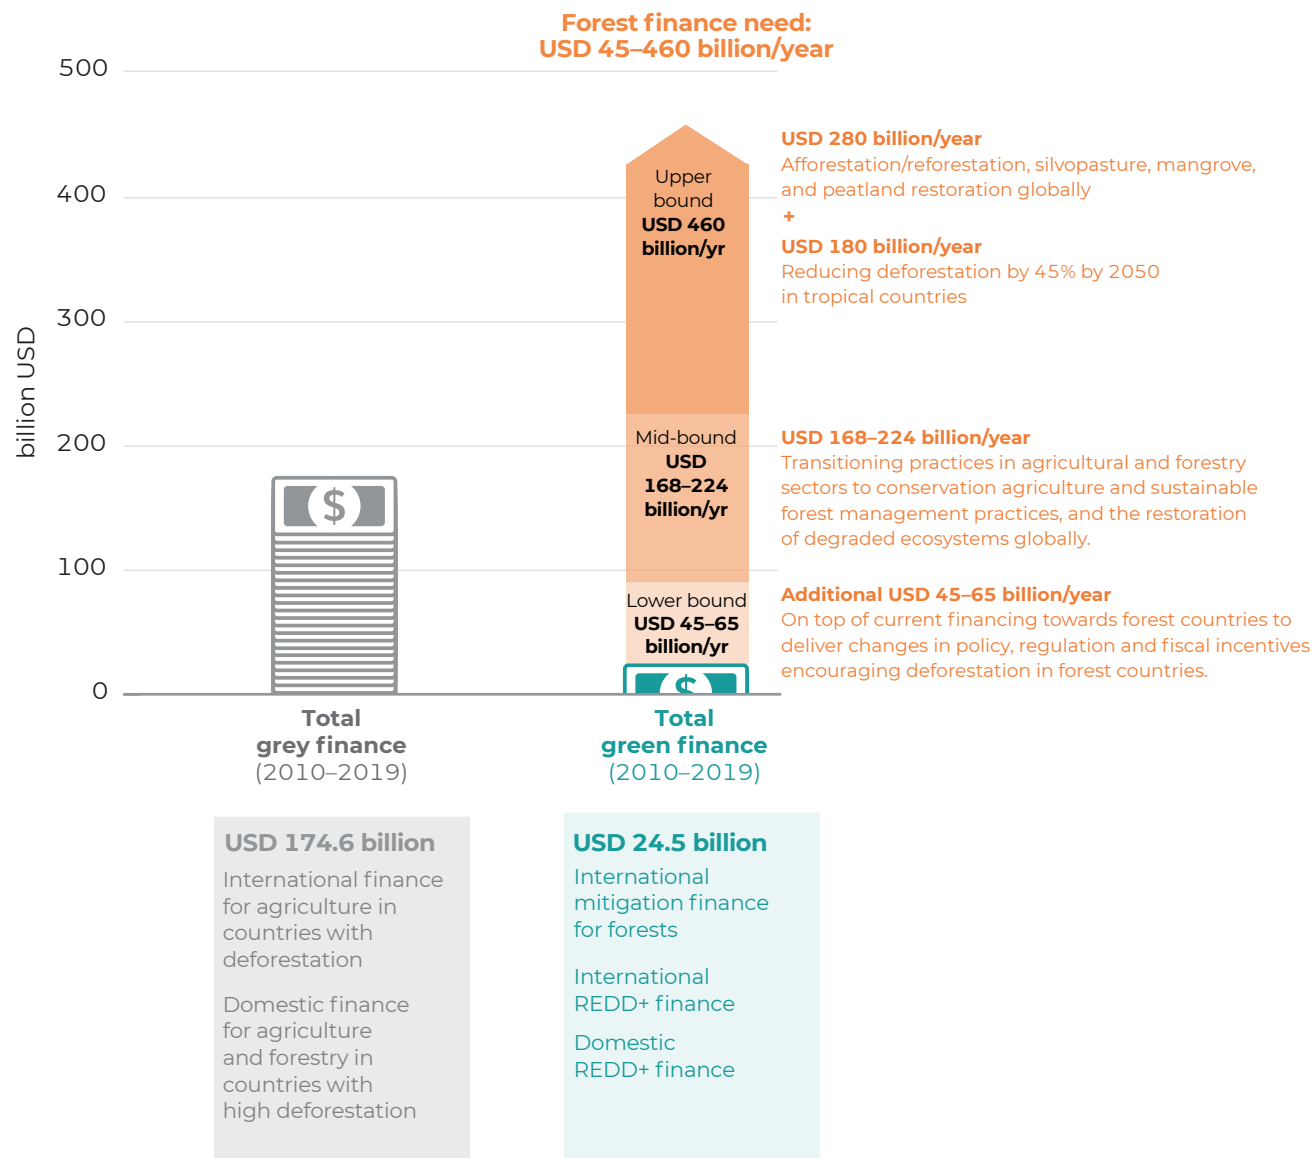 Forest finance need:
USD 45–460 billion/year
billion USD
500
400
300
200
100
0
$
Upper
bound
USD 460
billion/yr
Mid-bound
USD
168–224
billion/yr
Lower bound
USD 45–65
billion/yr
$
USD 280 billion/year
Afforestation/reforestation, silvopasture, mangrove,
and peatland restoration globally
+
USD 180 billion/year
Reducing deforestation by 45% by 2050
in tropical countries
USD 168–224 billion/year
Transitioning practices in agricultural and forestry
sectors to conservation agriculture and sustainable
forest management practices, and the restoration
of degraded ecosystems globally.
Additional USD 45–65 billion/year
On top of current financing towards forest countries to
deliver changes in policy, regulation and fiscal incentives
encouraging deforestation in forest countries.
Total
grey finance
(2010–2019)
Total
green finance
(2010–2019)
USD 174.6 billion
International finance
for agriculture in
countries with
deforestation
Domestic finance
for agriculture
and forestry in
countries with
high deforestation
USD 24.5 billion
International
mitigation finance
for forests
International
REDD+ finance
Domestic
REDD+ finance